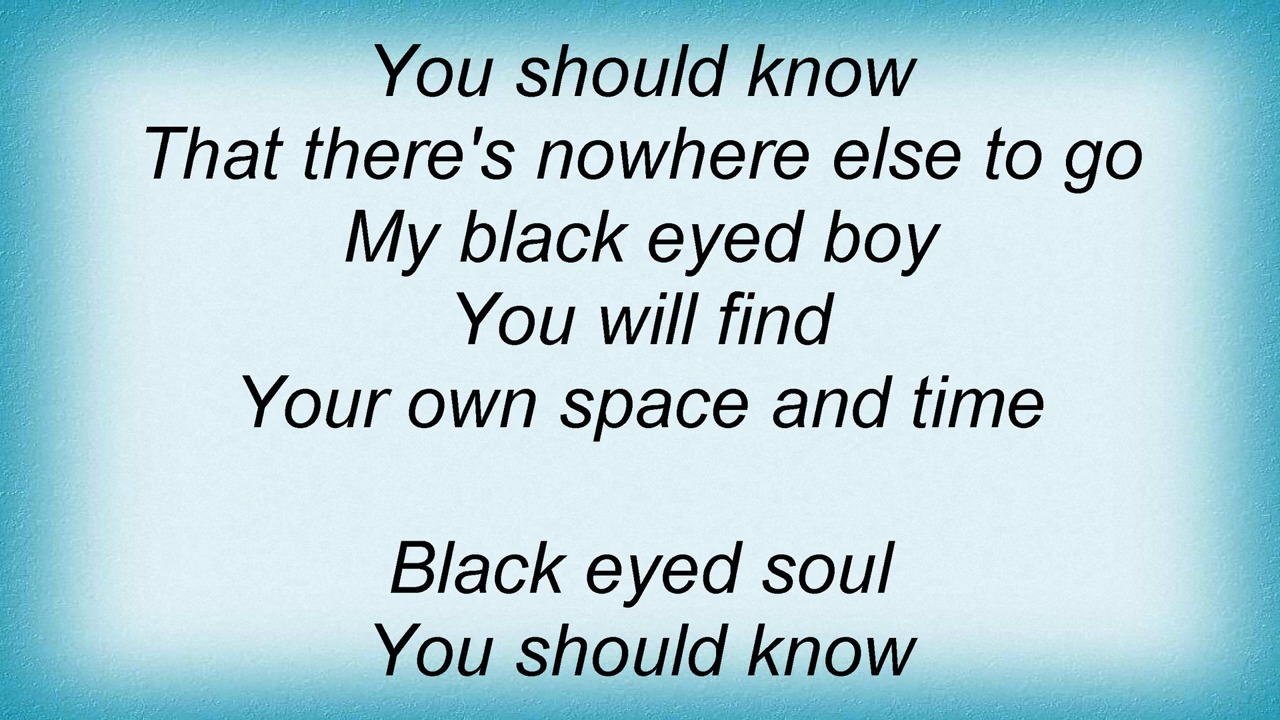 You should know
That there's nowhere else to go
My black eyed boy
You will find
Your own space and time
Black eyed soul
You should know